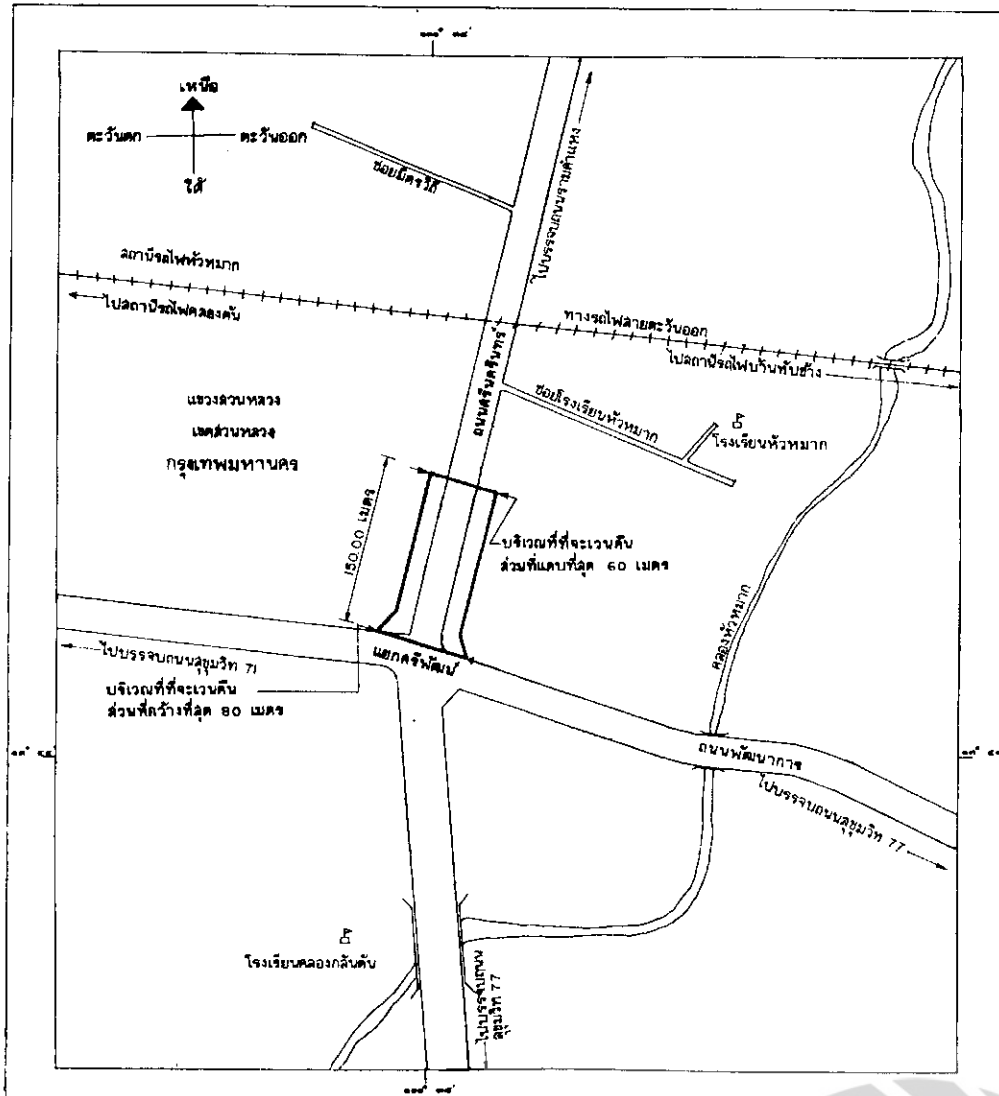 ๑๐๐° ๓๘'
เหนือ
ตะวันตก
ตะวันออก
ใต้
ซอยมิตรวิถี
ไปบรรจบถนนรามคำแหง
สถานีรถไฟหัวหมาก
ไปสถานีรถไฟคลองตัน
ทางรถไฟสายตะวันออก
ไปสถานีรถไฟบ้านทับช้าง
ถนนศรีนครินทร์
ซอยโรงเรียนหัวหมาก
โรงเรียนหัวหมาก
แขวงสวนหลวง
เขตสวนหลวง
กรุงเทพมหานคร
150.00 เมตร
บริเวณที่ที่จะเวนคืน
ส่วนที่แคบที่สุด 60 เมตร
คลองหัวหมาก
แยกศรีพัฒน์
ไปบรรจบถนนสุขุมวิท 71
บริเวณที่ที่จะเวนคืน
ส่วนที่กว้างที่สุด 80 เมตร
ถนนพัฒนาการ
ไปบรรจบถนนสุขุมวิท 77
โรงเรียนคลองกลันตัน
ไปบรรจบถนน
สุขุมวิท 77